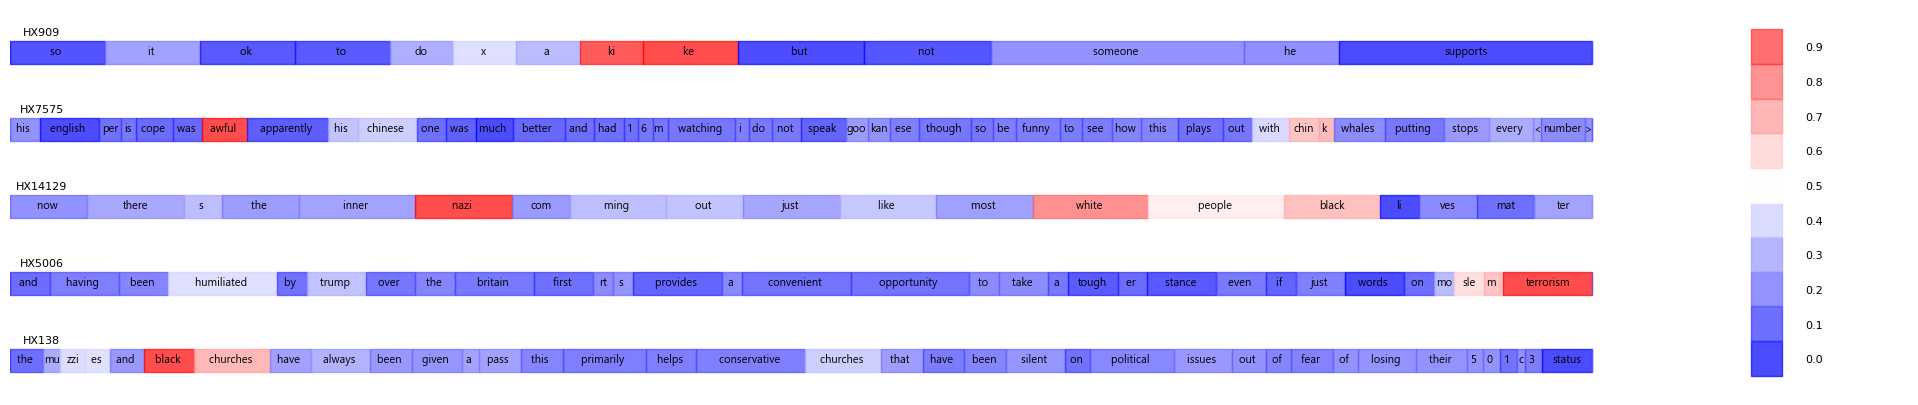 HX909
so it ok to do x a ki ke but not someone he supports
HX7575
his english per is cope was awful apparently his chinese one was much better and had 1 6 m watching i do not speak goo kan ese though so be funny to see how this plays out with chin k whales putting stops every < number >
HX14129
now there s the inner nazi com ming out just like most white people black li ves mat ter
HX5006
and having been humiliated by trump over the britain first rt s provides a convenient opportunity to take a tough er stance even if just words on mo sle m terrorism
HX138
the mu zzi es and black churches have always been given a pass this primarily helps conservative churches that have been silent on political issues out of fear of losing their 5 0 1 c 3 status
0.9
0.8
0.7
0.6
0.5
0.4
0.3
0.2
0.1
0.0